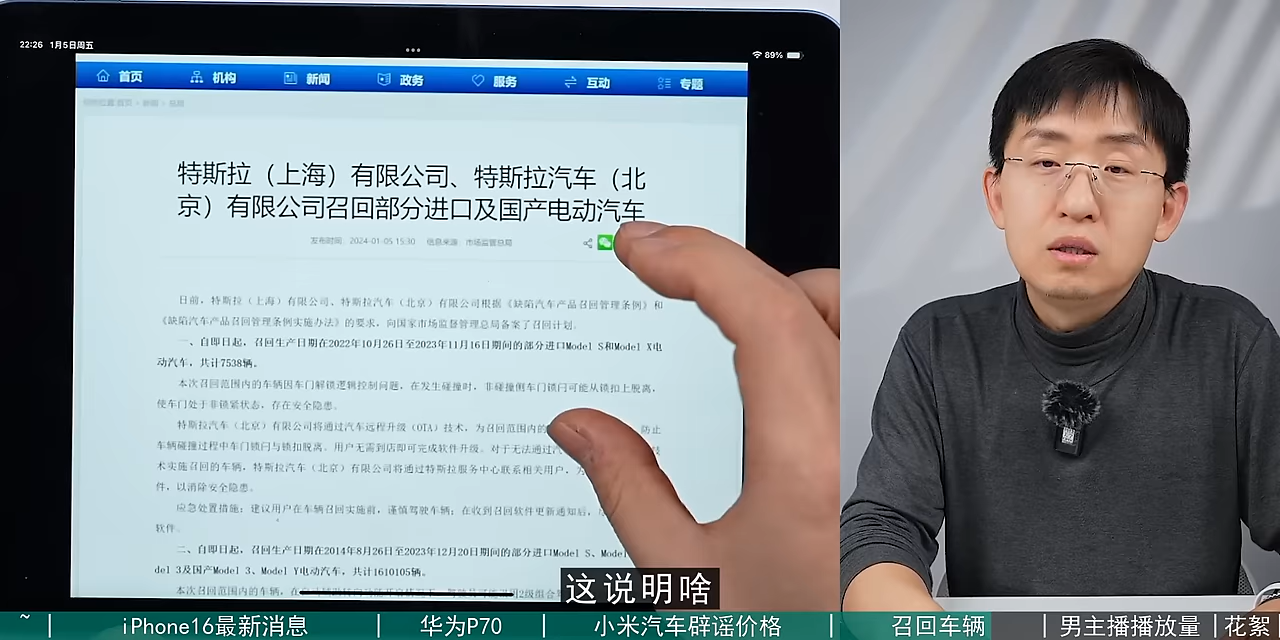 22:26 1月5日周五
89%
首页 机构 新闻 政务 服务 互动 专题
特斯拉（上海）有限公司、特斯拉汽车（北
京）有限公司召回部分进口及国产电动汽车
发布时间：2024-01-05 15:30 信息来源：市场监管总局
日前，特斯拉（上海）有限公司、特斯拉汽车（北京）有限公司根据《缺陷汽车产品召回管理条例》和
《缺陷汽车产品召回管理条例实施办法》的要求，向国家市场监督管理总局备案了召回计划。
一、自即日起，召回生产日期在2022年10月26日至2023年11月16日期间的部分进口Model S和Model X电
动汽车，共计7538辆。
本次召回范围内的车辆因车门解锁逻辑控制问题，在发生碰撞时，非碰撞侧车门锁闩可能从锁扣上脱离，
使车门处于非锁紧状态，存在安全隐患。
特斯拉汽车（北京）有限公司将通过汽车远程升级（OTA）技术，为召回范围内的 防止
车辆碰撞过程中车门锁闩与锁扣脱离，用户无需到店即可完成软件升级。对于无法通过汽 技
术实施召回的车辆，特斯拉汽车（北京）有限公司将通过特斯拉服务中心联系相关用户，为
件，以消除安全隐患。
应急处置措施：建议用户在车辆召回实施前，谨慎驾驶车辆；在收到召回软件更新通知后，
软件。
二、自即日起，召回生产日期在2014年8月26日至2023年12月20日期间的部分进口Model S、Model
del 3及国产Model 3、Model Y电动汽车，共计1610105辆。
本次召回范围内的车辆，在
这说明啥
~ | iPhone16最新消息 | 华为P70 | 小米汽车辟谣价格 | 召回车辆 | 男主播播放量 | 花絮